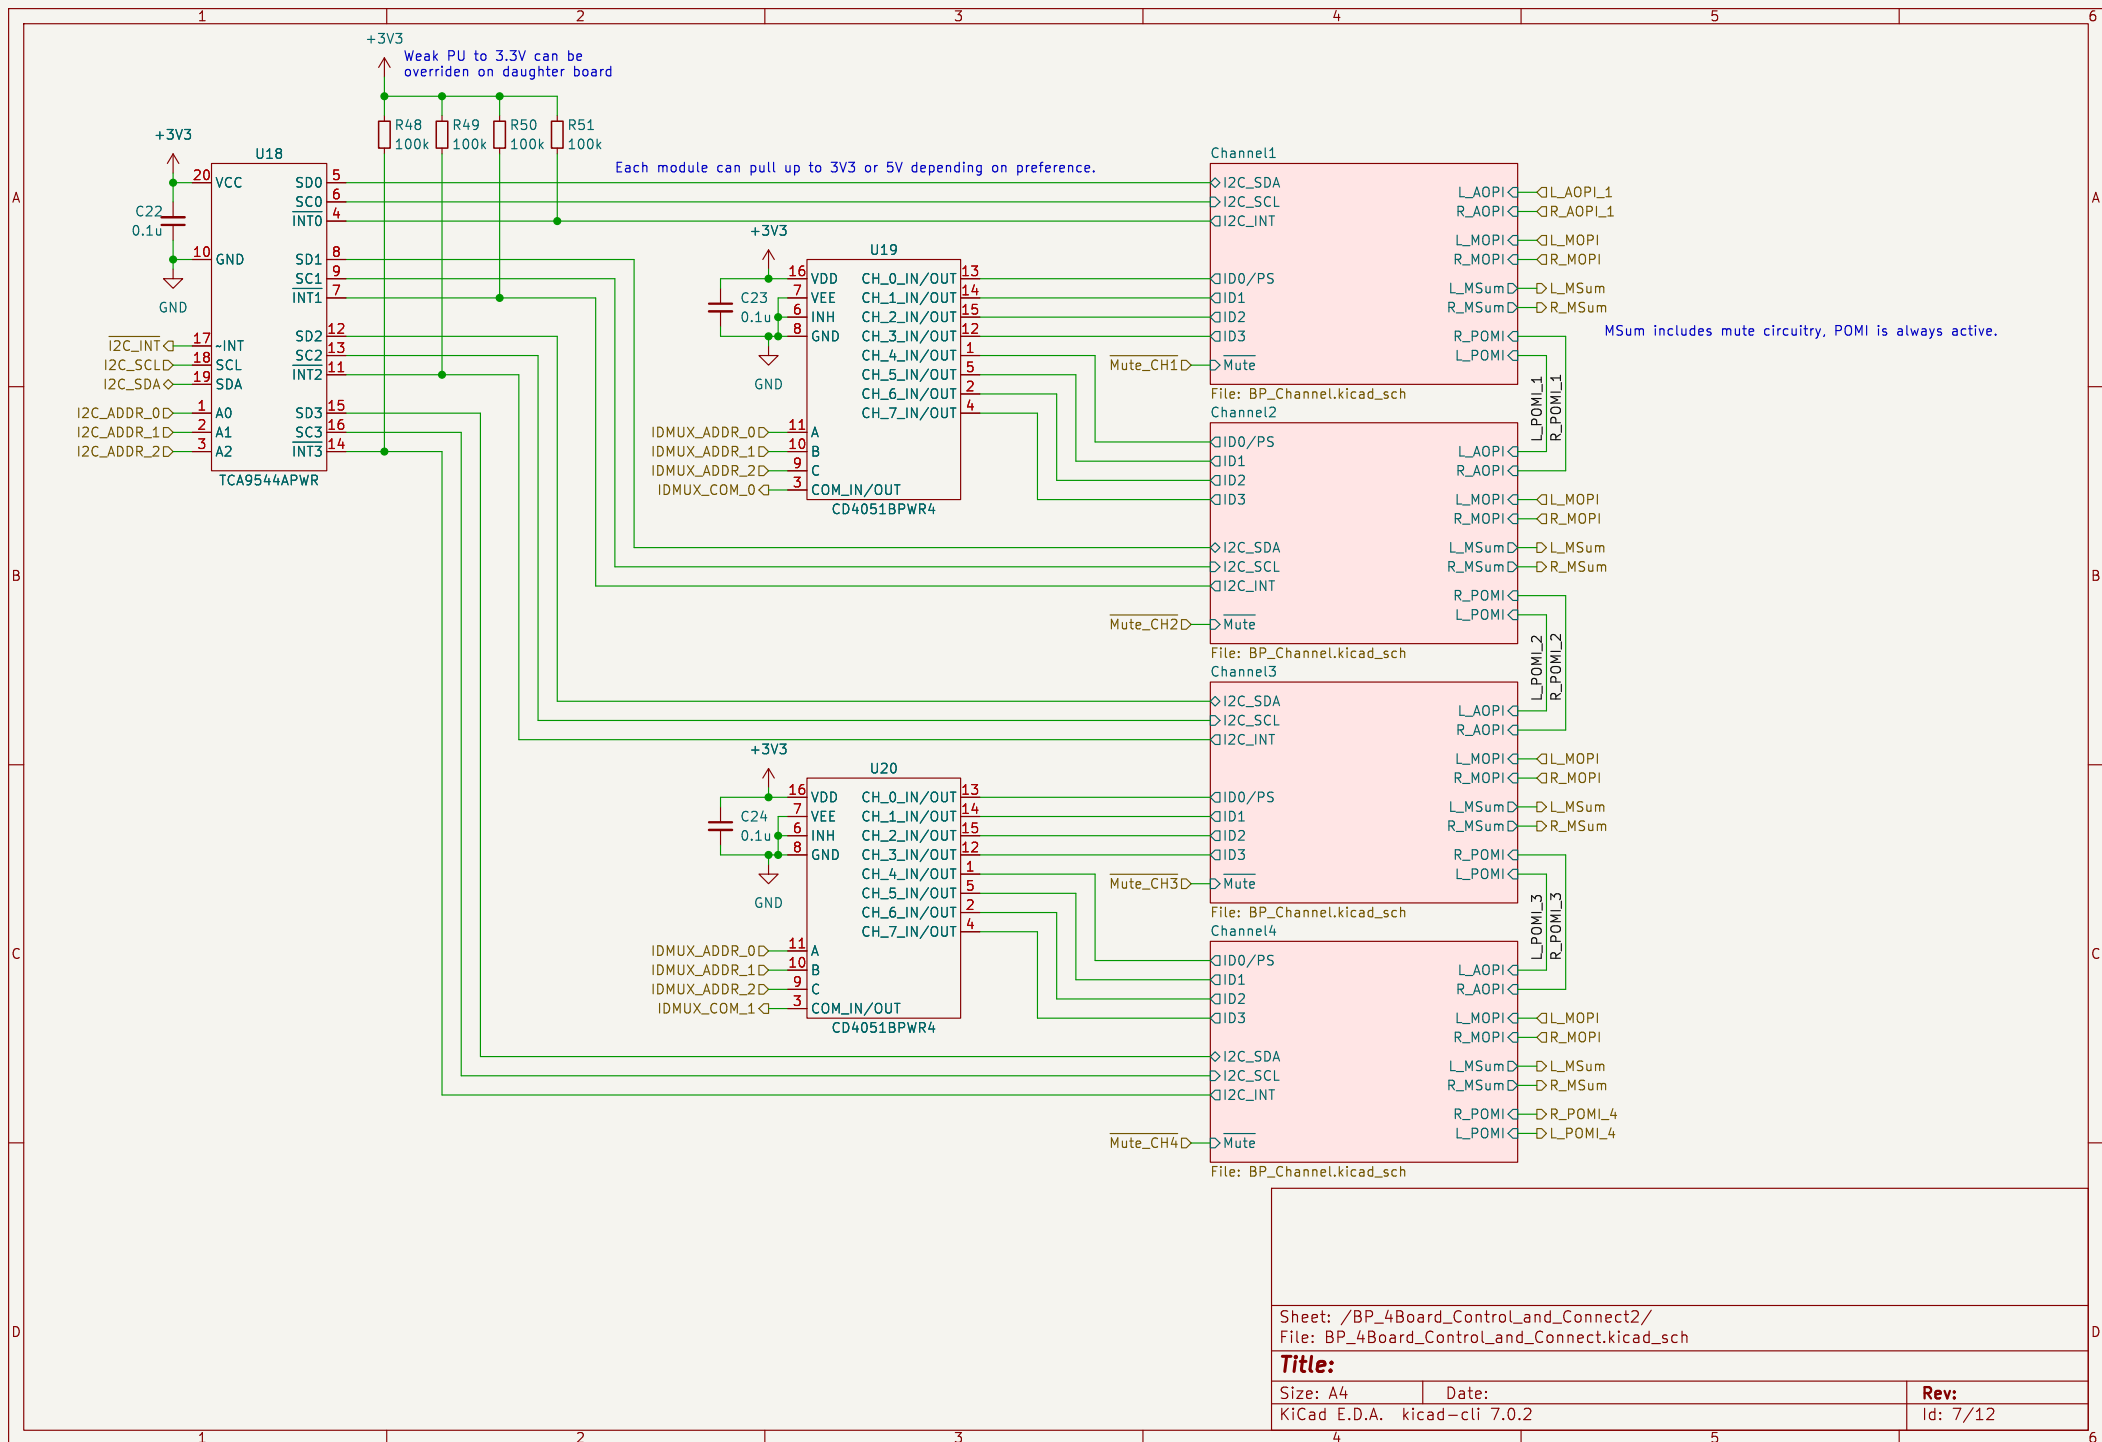 1 2 3 4 5 6
+3V3
Weak PU to 3.3V can be
overriden on daughter board
R48 R49 R50 R51
100k 100k 100k 100k
Each module can pull up to 3V3 or 5V depending on preference.
+3V3
C22
0.1u
GND
U18
20 VCC
10 GND
I2C_INT 17 ~INT
I2C_SCL 18 SCL
I2C_SDA 19 SDA
I2C_ADDR_0 1 A0
I2C_ADDR_1 2 A1
I2C_ADDR_2 3 A2
SD0 5
SC0 6
INT0 4
SD1 8
SC1 9
INT1 7
SD2 12
SC2 13
INT2 11
SD3 15
SC3 16
INT3 14
TCA9544APWR
+3V3
C23
0.1u
GND
U19
16 VDD
7 VEE
6 INH
8 GND
IDMUX_ADDR_0 11 A
IDMUX_ADDR_1 10 B
IDMUX_ADDR_2 9 C
IDMUX_COM_0 3 COM_IN/OUT
CH_0_IN/OUT 13
CH_1_IN/OUT 14
CH_2_IN/OUT 15
CH_3_IN/OUT 12
CH_4_IN/OUT 1
CH_5_IN/OUT 5
CH_6_IN/OUT 2
CH_7_IN/OUT 4
CD4051BPWR4
+3V3
C24
0.1u
GND
U20
16 VDD
7 VEE
6 INH
8 GND
IDMUX_ADDR_0 11 A
IDMUX_ADDR_1 10 B
IDMUX_ADDR_2 9 C
IDMUX_COM_1 3 COM_IN/OUT
CH_0_IN/OUT 13
CH_1_IN/OUT 14
CH_2_IN/OUT 15
CH_3_IN/OUT 12
CH_4_IN/OUT 1
CH_5_IN/OUT 5
CH_6_IN/OUT 2
CH_7_IN/OUT 4
CD4051BPWR4
Channel1
I2C_SDA
I2C_SCL
I2C_INT
ID0/PS
ID1
ID2
ID3
Mute_CH1 Mute
L_AOPI L_AOPI_1
R_AOPI R_AOPI_1
L_MOPI L_MOPI
R_MOPI R_MOPI
L_MSum L_MSum
R_MSum R_MSum
R_POMI
L_POMI
File: BP_Channel.kicad_sch
MSum includes mute circuitry, POMI is always active.
L_POMI_1
R_POMI_1
Channel2
ID0/PS
ID1
ID2
ID3
I2C_SDA
I2C_SCL
I2C_INT
Mute_CH2 Mute
L_AOPI
R_AOPI
L_MOPI L_MOPI
R_MOPI R_MOPI
L_MSum L_MSum
R_MSum R_MSum
R_POMI
L_POMI
File: BP_Channel.kicad_sch
L_POMI_2
R_POMI_2
Channel3
I2C_SDA
I2C_SCL
I2C_INT
ID0/PS
ID1
ID2
ID3
Mute_CH3 Mute
L_AOPI
R_AOPI
L_MOPI L_MOPI
R_MOPI R_MOPI
L_MSum L_MSum
R_MSum R_MSum
R_POMI
L_POMI
File: BP_Channel.kicad_sch
L_POMI_3
R_POMI_3
Channel4
ID0/PS
ID1
ID2
ID3
I2C_SDA
I2C_SCL
I2C_INT
Mute_CH4 Mute
L_AOPI
R_AOPI
L_MOPI L_MOPI
R_MOPI R_MOPI
L_MSum L_MSum
R_MSum R_MSum
R_POMI R_POMI_4
L_POMI L_POMI_4
File: BP_Channel.kicad_sch
A A
B B
C C
D D
Sheet: /BP_4Board_Control_and_Connect2/
File: BP_4Board_Control_and_Connect.kicad_sch
Title:
Size: A4 Date: Rev:
KiCad E.D.A. kicad-cli 7.0.2 Id: 7/12
1 2 3 4 5 6